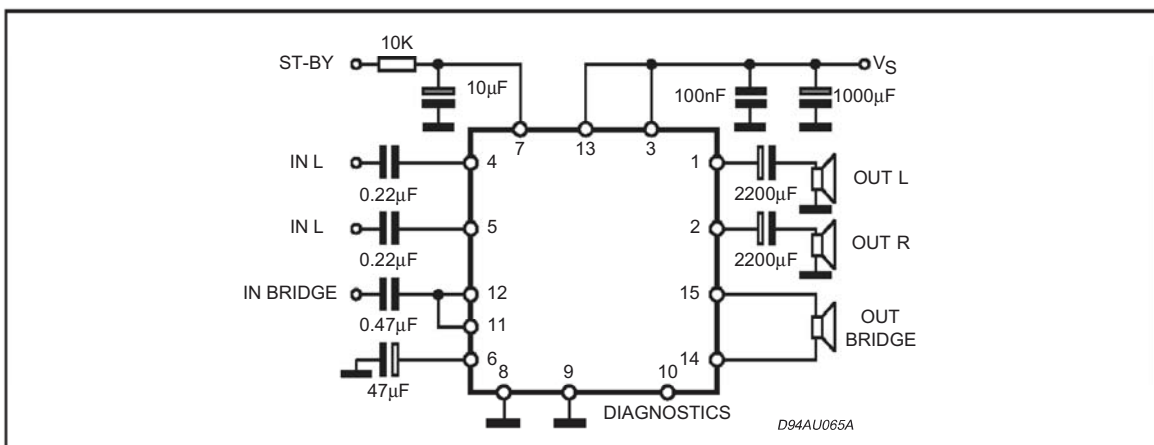 10K
ST-BY
10μF
7
13
3
100nF
1000μF
VS
IN L
0.22μF
4
IN L
0.22μF
5
IN BRIDGE
0.47μF
12
11
47μF
6
8
9
10
DIAGNOSTICS
1
2200μF
OUT L
2
2200μF
OUT R
15
14
OUT
BRIDGE
D94AU065A